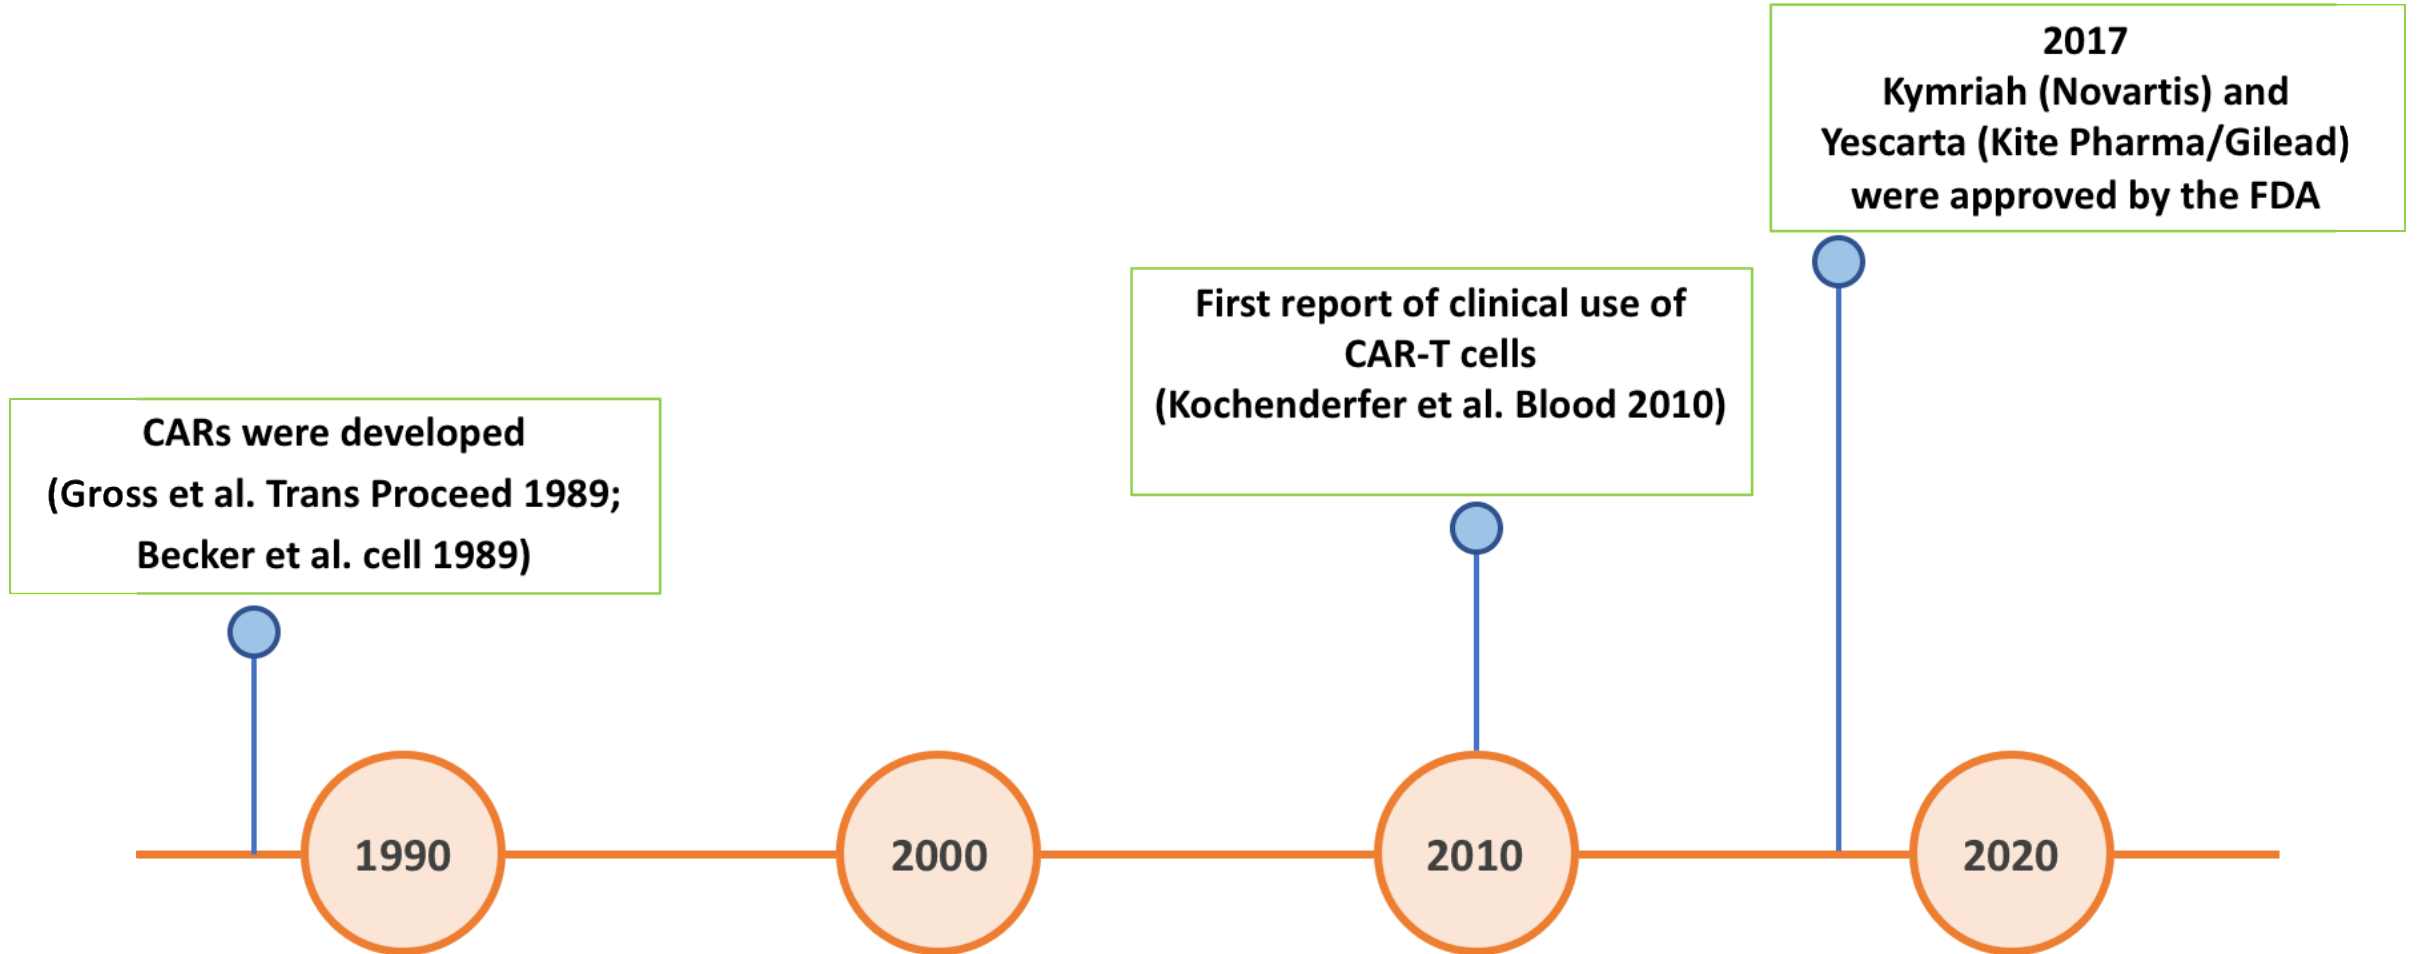 2017
Kymriah (Novartis) and
Yescarta (Kite Pharma/Gilead)
were approved by the FDA
First report of clinical use of
CAR-T cells
(Kochenderfer et al. Blood 2010)
CARs were developed
(Gross et al. Trans Proceed 1989;
Becker et al. cell 1989)
1990
2000
2010
2020